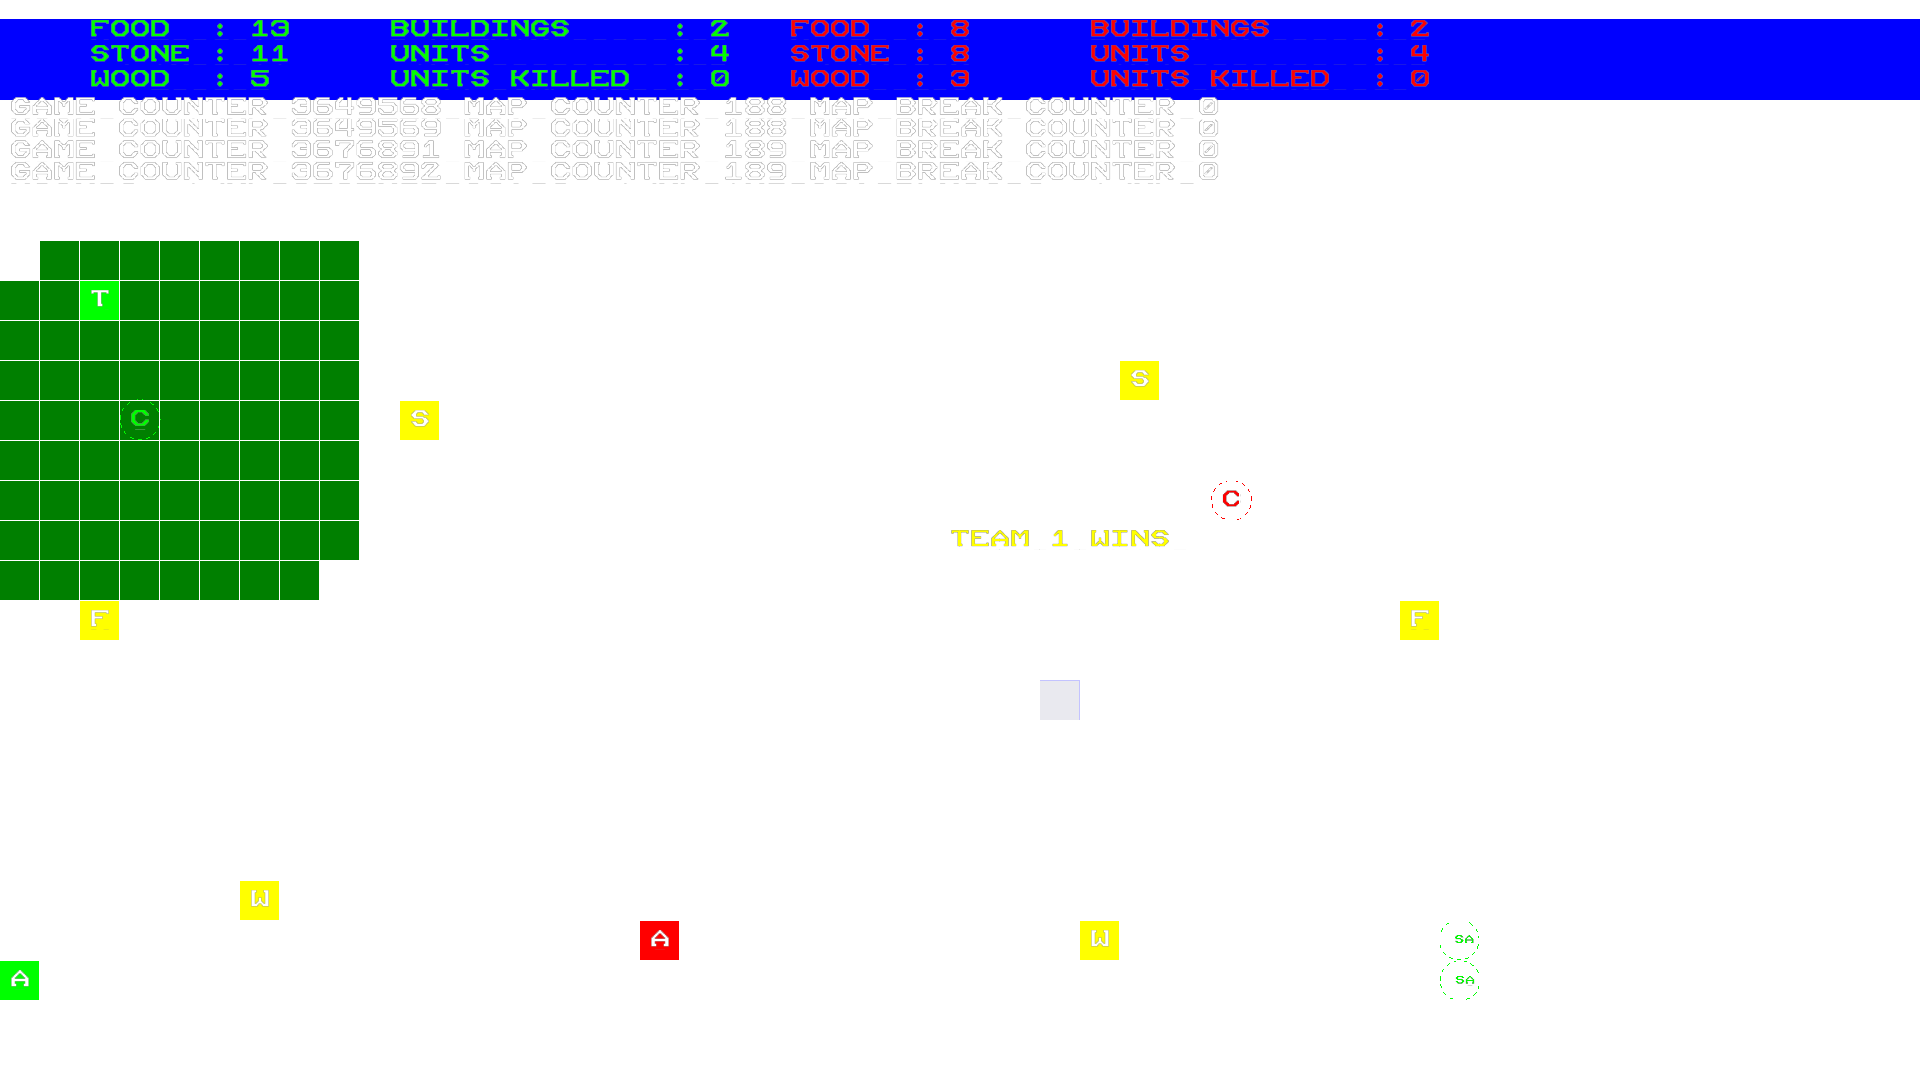 FOOD : 13 BUILDINGS : 2 FOOD : 8 BUILDINGS : 2
STONE : 11 UNITS : 4 STONE : 8 UNITS : 4
WOOD : 5 UNITS KILLED : 0 WOOD : 3 UNITS KILLED : 0
GAME COUNTER 3649568 MAP COUNTER 188 MAP BREAK COUNTER 0
GAME COUNTER 3649569 MAP COUNTER 188 MAP BREAK COUNTER 0
GAME COUNTER 3676891 MAP COUNTER 189 MAP BREAK COUNTER 0
GAME COUNTER 3676892 MAP COUNTER 189 MAP BREAK COUNTER 0
T
S
C
S
C
TEAM 1 WINS
F
F
W
A
W
SA
A
SA